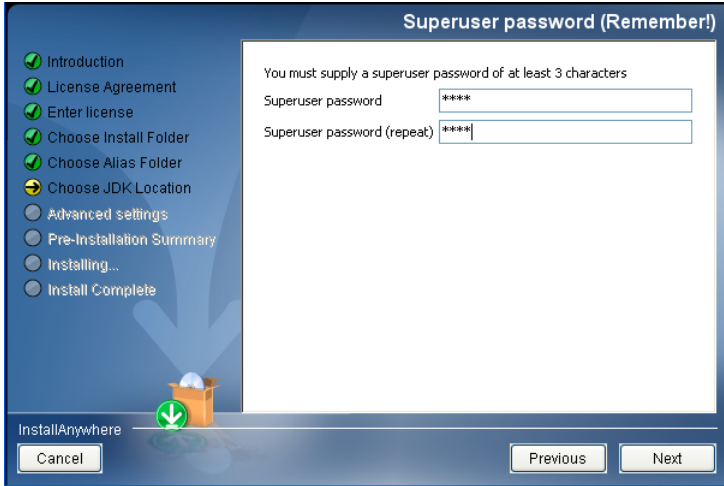 Superuser password (Remember!)
Introduction
License Agreement
Enter license
Choose Install Folder
Choose Alias Folder
Choose JDK Location
Advanced settings
Pre-Installation Summary
Installing...
Install Complete
You must supply a superuser password of at least 3 characters
Superuser password ****
Superuser password (repeat) ****
InstallAnywhere
Cancel Previous Next